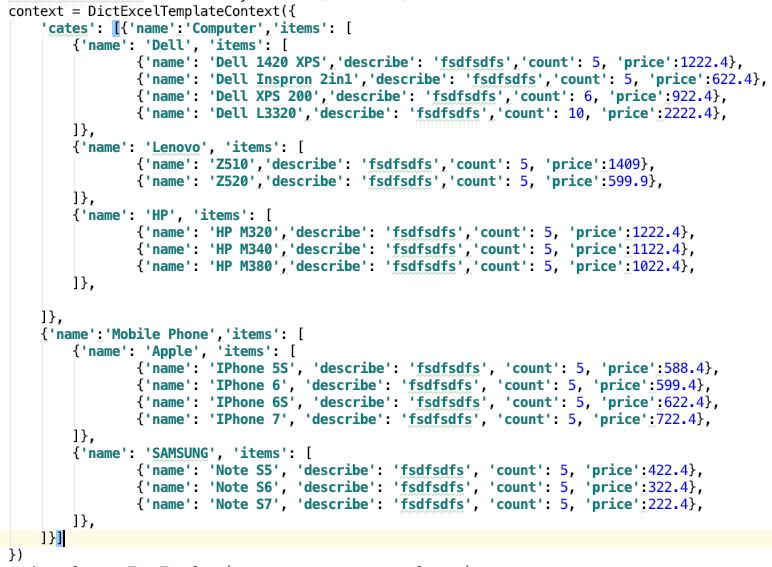 context = DictExcelTemplateContext({
    'cates': [{'name':'Computer','items': [
        {'name': 'Dell', 'items': [
                {'name': 'Dell 1420 XPS','describe': 'fsdfsdfs','count': 5, 'price':1222.4},
                {'name': 'Dell Inspron 2in1','describe': 'fsdfsdfs','count': 5, 'price':622.4},
                {'name': 'Dell XPS 200','describe': 'fsdfsdfs','count': 6, 'price':922.4},
                {'name': 'Dell L3320','describe': 'fsdfsdfs','count': 10, 'price':2222.4},
        ]},
        {'name': 'Lenovo', 'items': [
                {'name': 'Z510','describe': 'fsdfsdfs','count': 5, 'price':1409},
                {'name': 'Z520','describe': 'fsdfsdfs','count': 5, 'price':599.9},
        ]},
        {'name': 'HP', 'items': [
                {'name': 'HP M320','describe': 'fsdfsdfs','count': 5, 'price':1222.4},
                {'name': 'HP M340','describe': 'fsdfsdfs','count': 5, 'price':1122.4},
                {'name': 'HP M380','describe': 'fsdfsdfs','count': 5, 'price':1022.4},
        ]},
    ]},
    {'name':'Mobile Phone','items': [
        {'name': 'Apple', 'items': [
                {'name': 'IPhone 5S', 'describe': 'fsdfsdfs', 'count': 5, 'price':588.4},
                {'name': 'IPhone 6', 'describe': 'fsdfsdfs', 'count': 5, 'price':599.4},
                {'name': 'IPhone 6S', 'describe': 'fsdfsdfs', 'count': 5, 'price':622.4},
                {'name': 'IPhone 7', 'describe': 'fsdfsdfs', 'count': 5, 'price':722.4},
        ]},
        {'name': 'SAMSUNG', 'items': [
                {'name': 'Note S5', 'describe': 'fsdfsdfs', 'count': 5, 'price':422.4},
                {'name': 'Note S6', 'describe': 'fsdfsdfs', 'count': 5, 'price':322.4},
                {'name': 'Note S7', 'describe': 'fsdfsdfs', 'count': 5, 'price':222.4},
        ]},
    ]}]
})